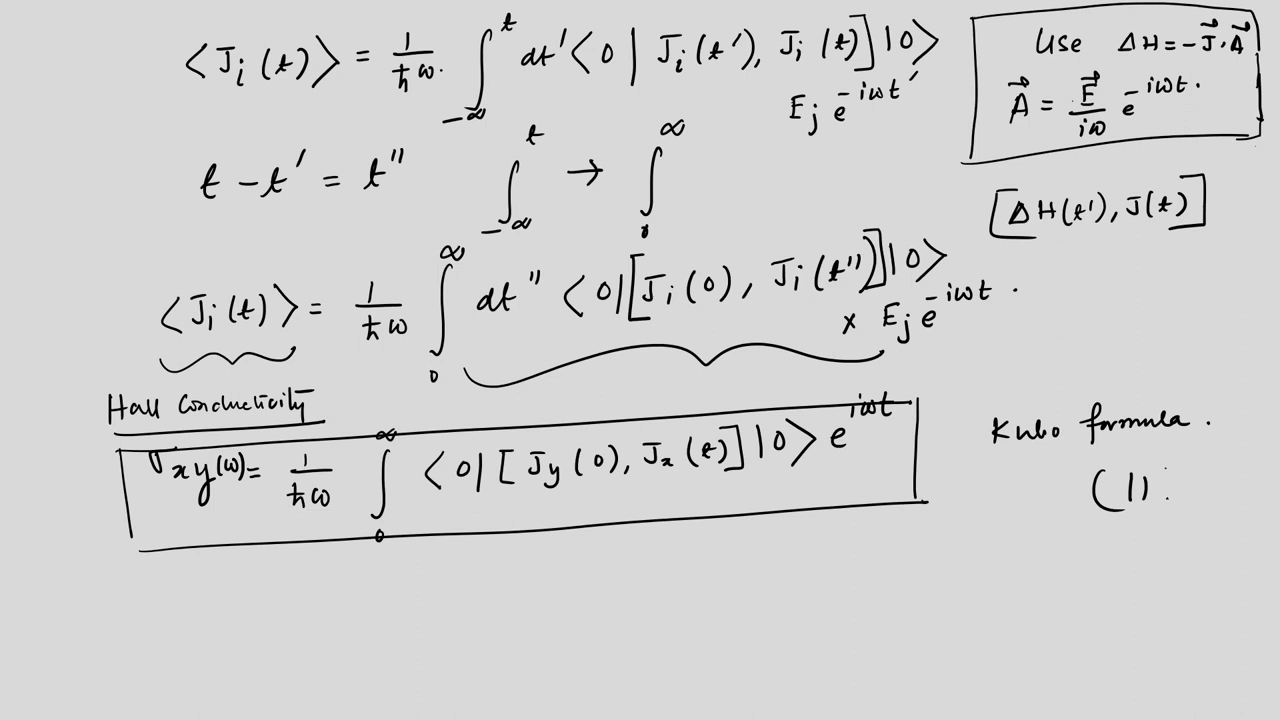 ⟨J_i(t)⟩ = 1/ħω. ∫_{-∞}^{t} dt′ ⟨0 | J_i(t′), J_i(t)] |0⟩
E_j e^{-iωt′}
Use ΔH = -J⃗·A⃗
A⃗ = E⃗/iω e^{-iωt}.
t - t′ = t″ ∫_{-∞}^{t} → ∫_{0}^{∞}
[ΔH(t′), J(t)]
⟨J_i(t)⟩ = 1/ħω ∫_{0}^{∞} dt″ ⟨0|[J_i(0), J_i(t″)]|0⟩
x E_j e^{-iωt}.
Hall Conductivity
σ_xy(ω) = 1/ħω ∫_{0}^{∞} ⟨0| [J_y(0), J_x(t)] |0⟩ e^{iωt}
Kubo formula.
(1)